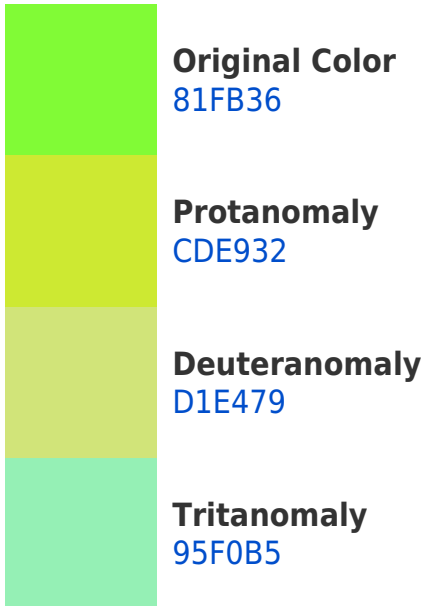 Original Color
81FB36
Protanomaly
CDE932
Deuteranomaly
D1E479
Tritanomaly
95F0B5